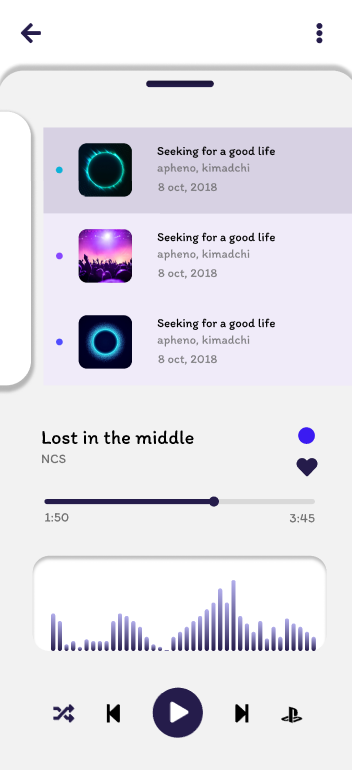 Seeking for a good life
apheno, kimadchi
8 oct, 2018
Seeking for a good life
apheno, kimadchi
8 oct, 2018
Seeking for a good life
apheno, kimadchi
8 oct, 2018
Lost in the middle
NCS
1:50 3:45